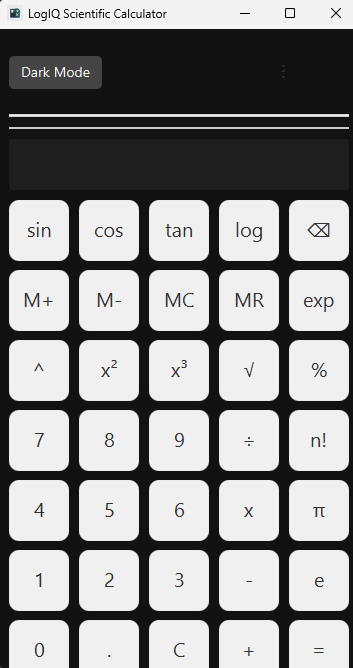 LogIQ Scientific Calculator
Dark Mode
sin cos tan log ⌫
M+ M- MC MR exp
^ x² x³ √ %
7 8 9 ÷ n!
4 5 6 x π
1 2 3 - e
0 . C + =